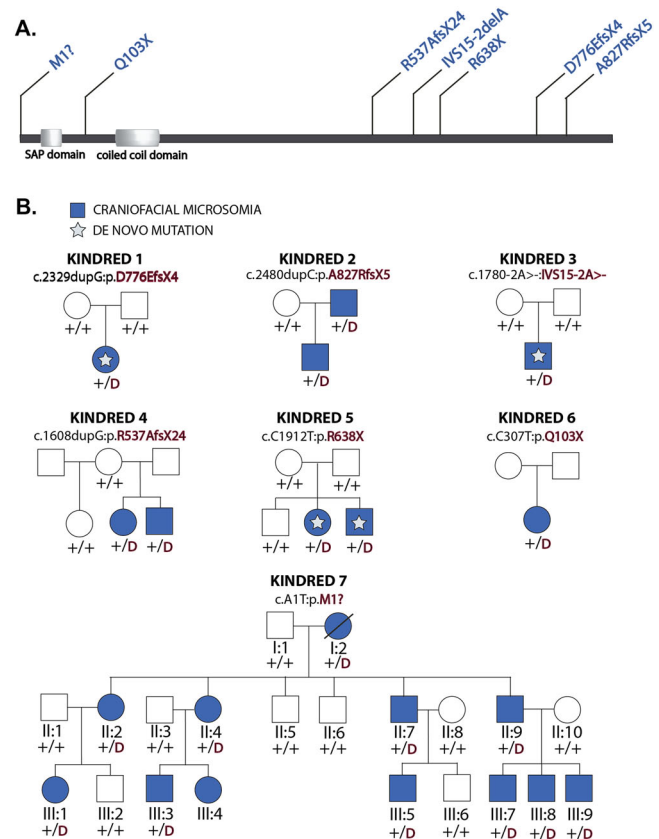 A.
M1?
Q103X
R537AfsX24
IVS15-2delA
R638X
D776EfsX4
A827RfsX5
SAP domain coiled coil domain
B.
CRANIOFACIAL MICROSOMIA
DE NOVO MUTATION
KINDRED 1
c.2329dupG:p.D776EfsX4
+/+ +/+
+/D
KINDRED 2
c.2480dupC:p.A827RfsX5
+/+ +/D
+/D
KINDRED 3
c.1780-2A>-:IVS15-2A>-
+/+ +/+
+/D
KINDRED 4
c.1608dupG:p.R537AfsX24
+/+
+/+ +/D +/D
KINDRED 5
c.C1912T:p.R638X
+/+ +/+
+/+ +/D +/D
KINDRED 6
c.C307T:p.Q103X
+/D
KINDRED 7
c.A1T:p.M1?
I:1 I:2
+/+ +/D
II:1 II:2 II:3 II:4 II:5 II:6 II:7 II:8 II:9 II:10
+/+ +/D +/+ +/D +/+ +/+ +/D +/+ +/D +/+
III:1 III:2 III:3 III:4 III:5 III:6 III:7 III:8 III:9
+/D +/+ +/D +/D +/+ +/D +/D +/D